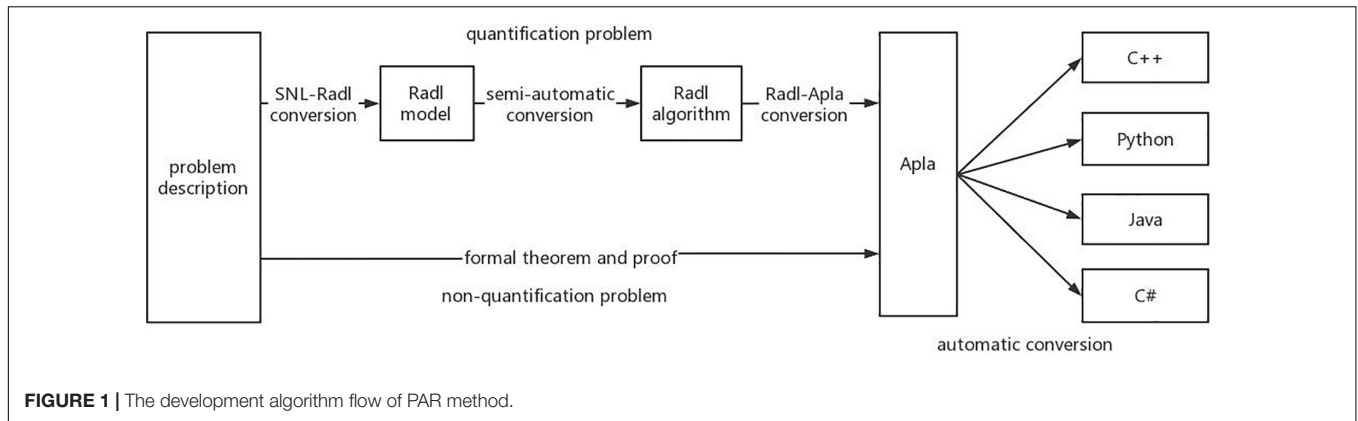 quantification problem
problem
description
SNL-Radl
conversion
Radl
model
semi-automatic
conversion
Radl
algorithm
Radl-Apla
conversion
Apla
C++
Python
Java
C#
formal theorem and proof
non-quantification problem
automatic conversion
FIGURE 1 | The development algorithm flow of PAR method.